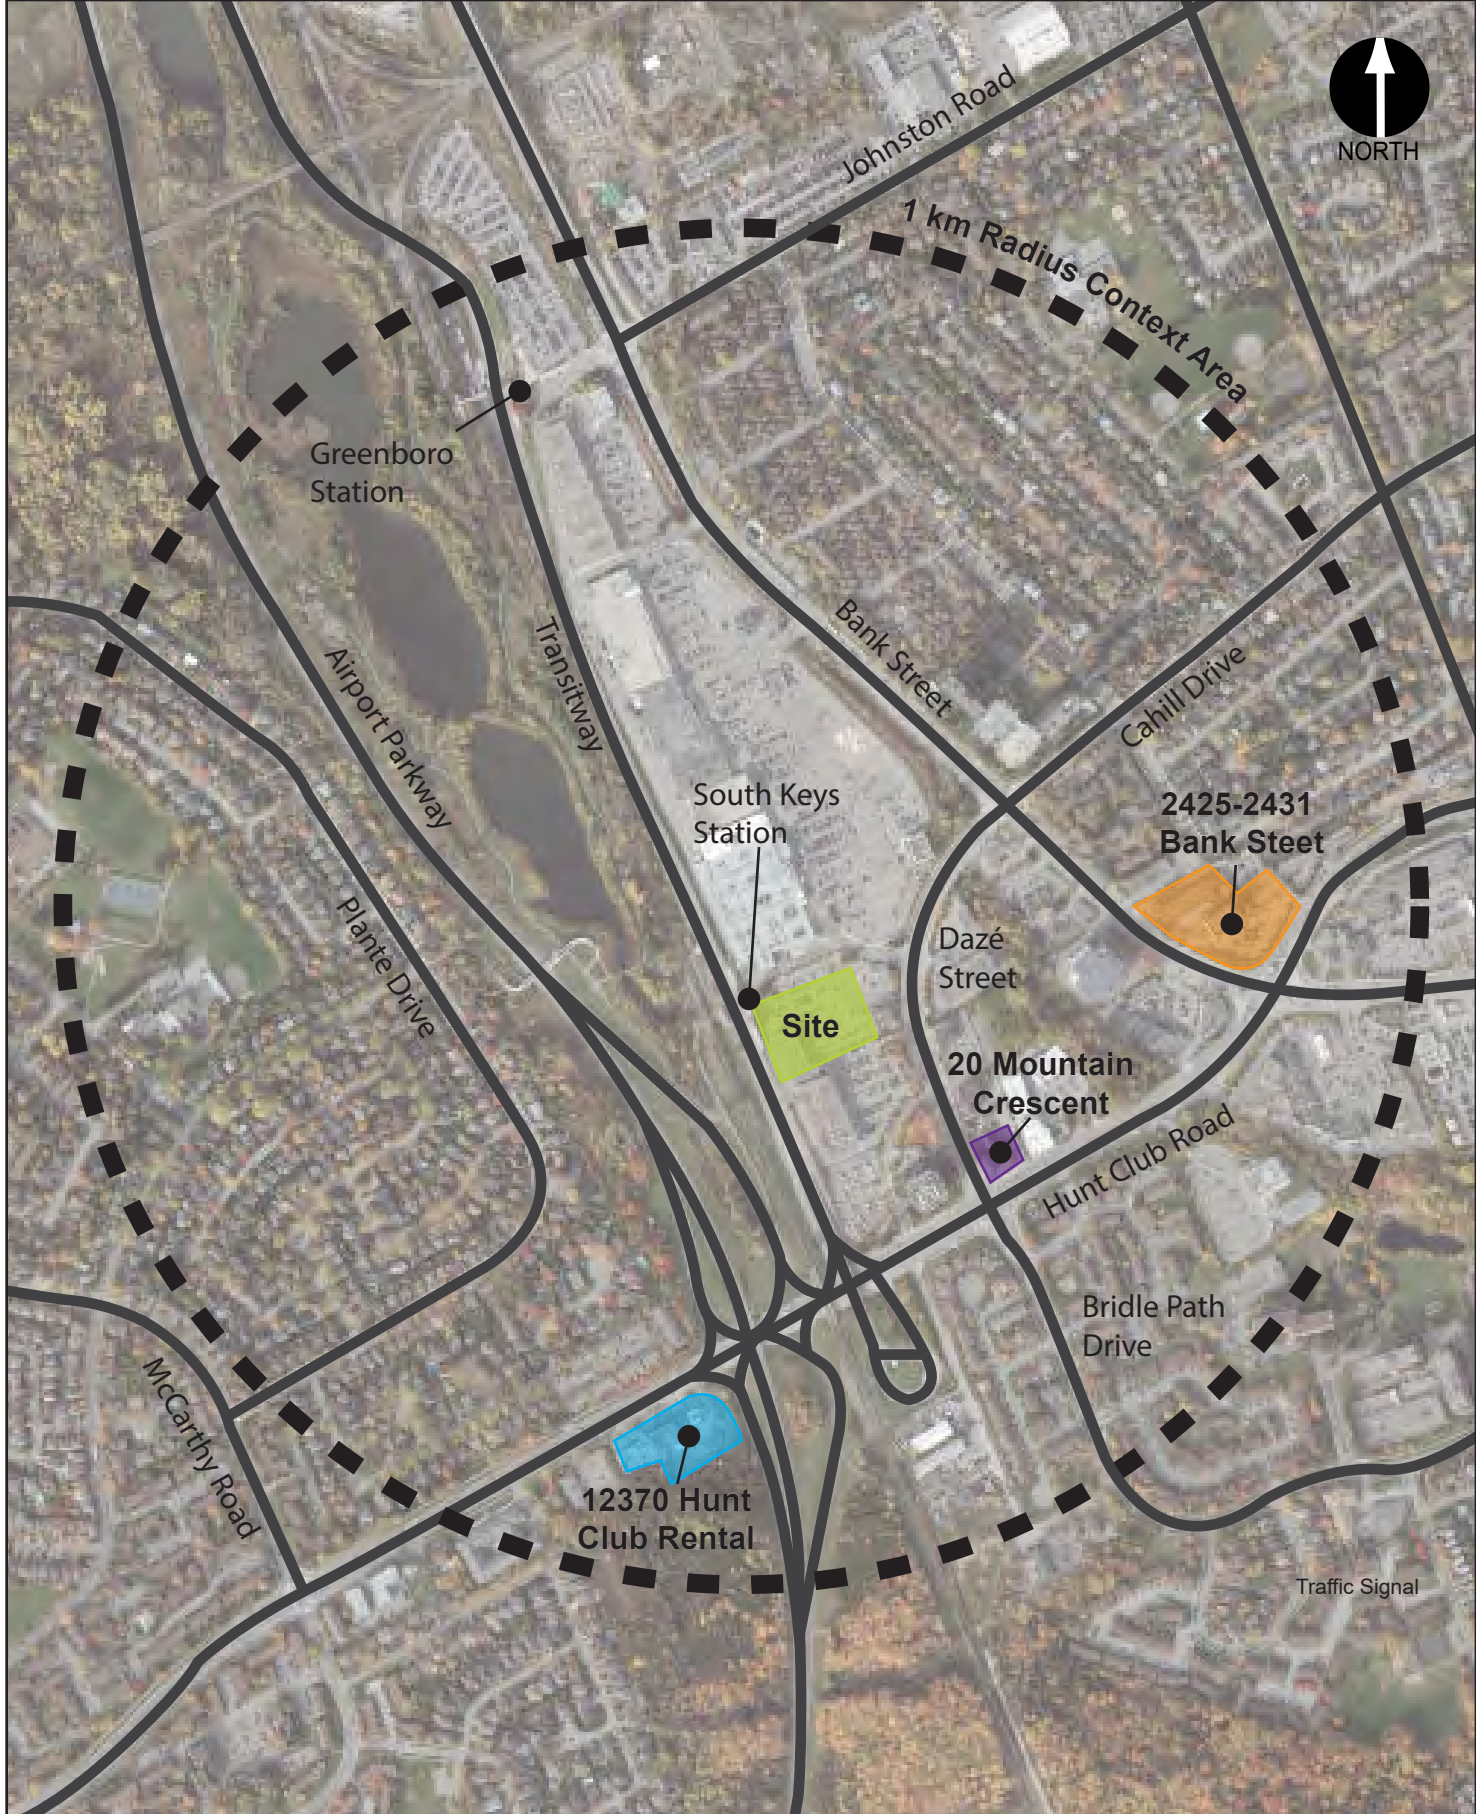 NORTH
Johnston Road
1 km Radius Context Area
Greenboro
Station
Bank Street
Transitway
Airport Parkway
Cahill Drive
South Keys
Station
2425-2431
Bank Steet
Plante Drive
Dazé
Street
Site
20 Mountain
Crescent
Hunt Club Road
Bridle Path
Drive
McCarthy Road
12370 Hunt
Club Rental
Traffic Signal